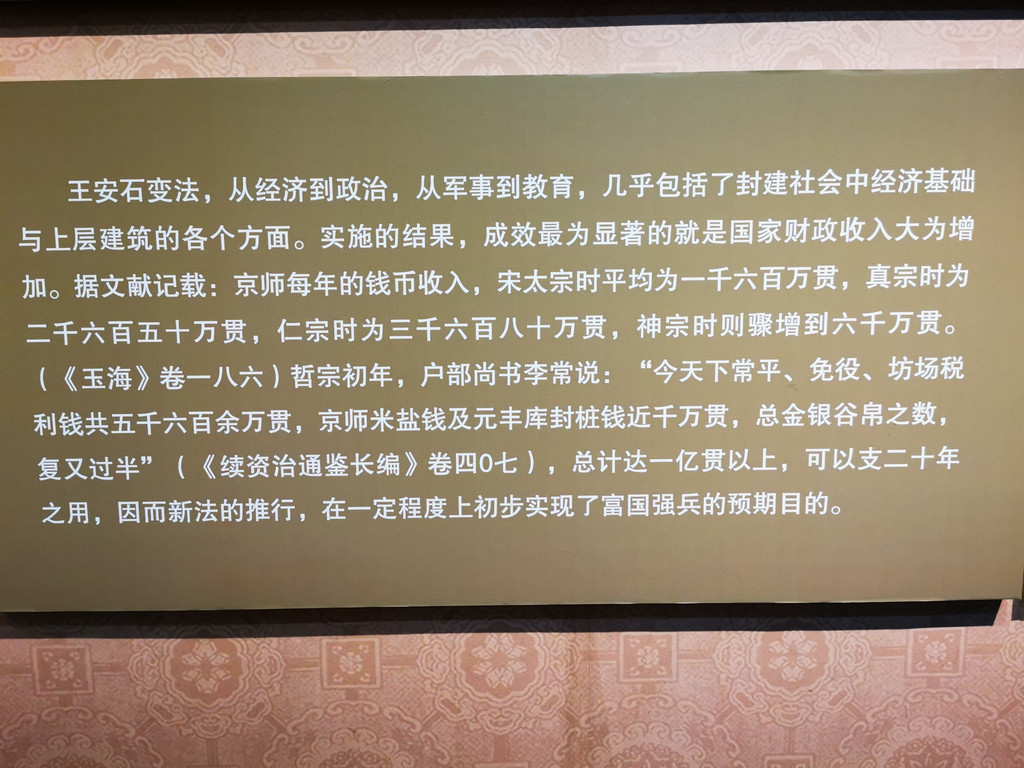 王安石变法，从经济到政治，从军事到教育，几乎包括了封建社会中经济基础
与上层建筑的各个方面。实施的结果，成效最为显著的就是国家财政收入大为增
加。据文献记载：京师每年的钱币收入，宋太宗时平均为一千六百万贯，真宗时为
二千六百五十万贯，仁宗时为三千六百八十万贯，神宗时则骤增到六千万贯。
（《玉海》卷一八六）哲宗初年，户部尚书李常说：“今天下常平、免役、坊场税
利钱共五千六百余万贯，京师米盐钱及元丰库封桩钱近千万贯，总金银谷帛之数，
复又过半”（《续资治通鉴长编》卷四0七），总计达一亿贯以上，可以支二十年
之用，因而新法的推行，在一定程度上初步实现了富国强兵的预期目的。